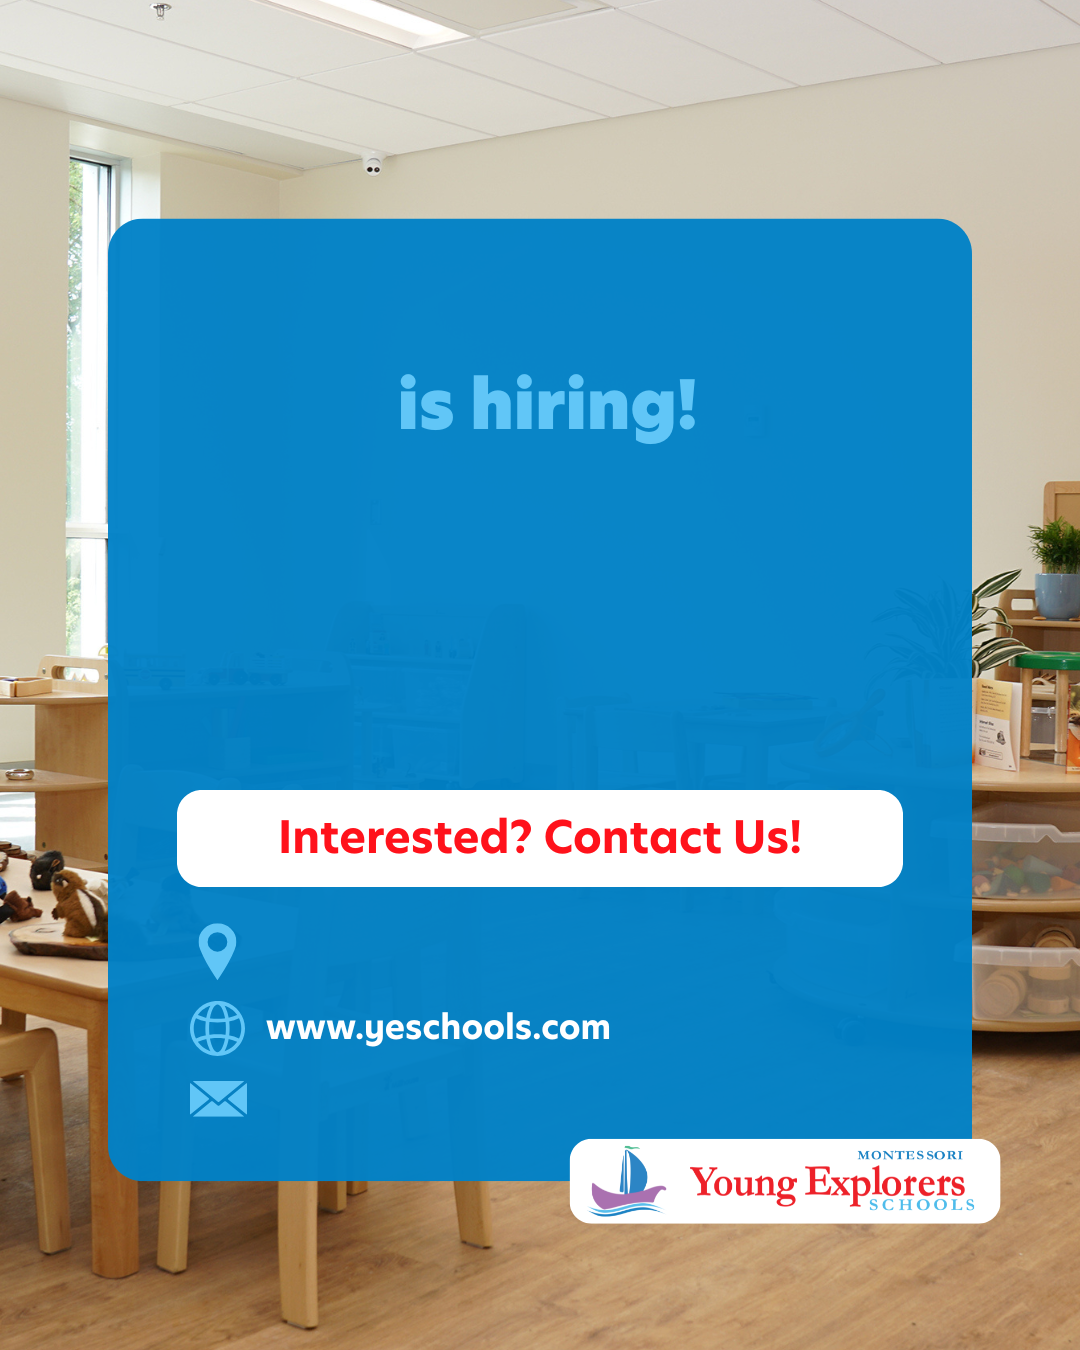 is hiring!
Interested? Contact Us!
www.yeschools.com
MONTESSORI
Young Explorers
SCHOOLS